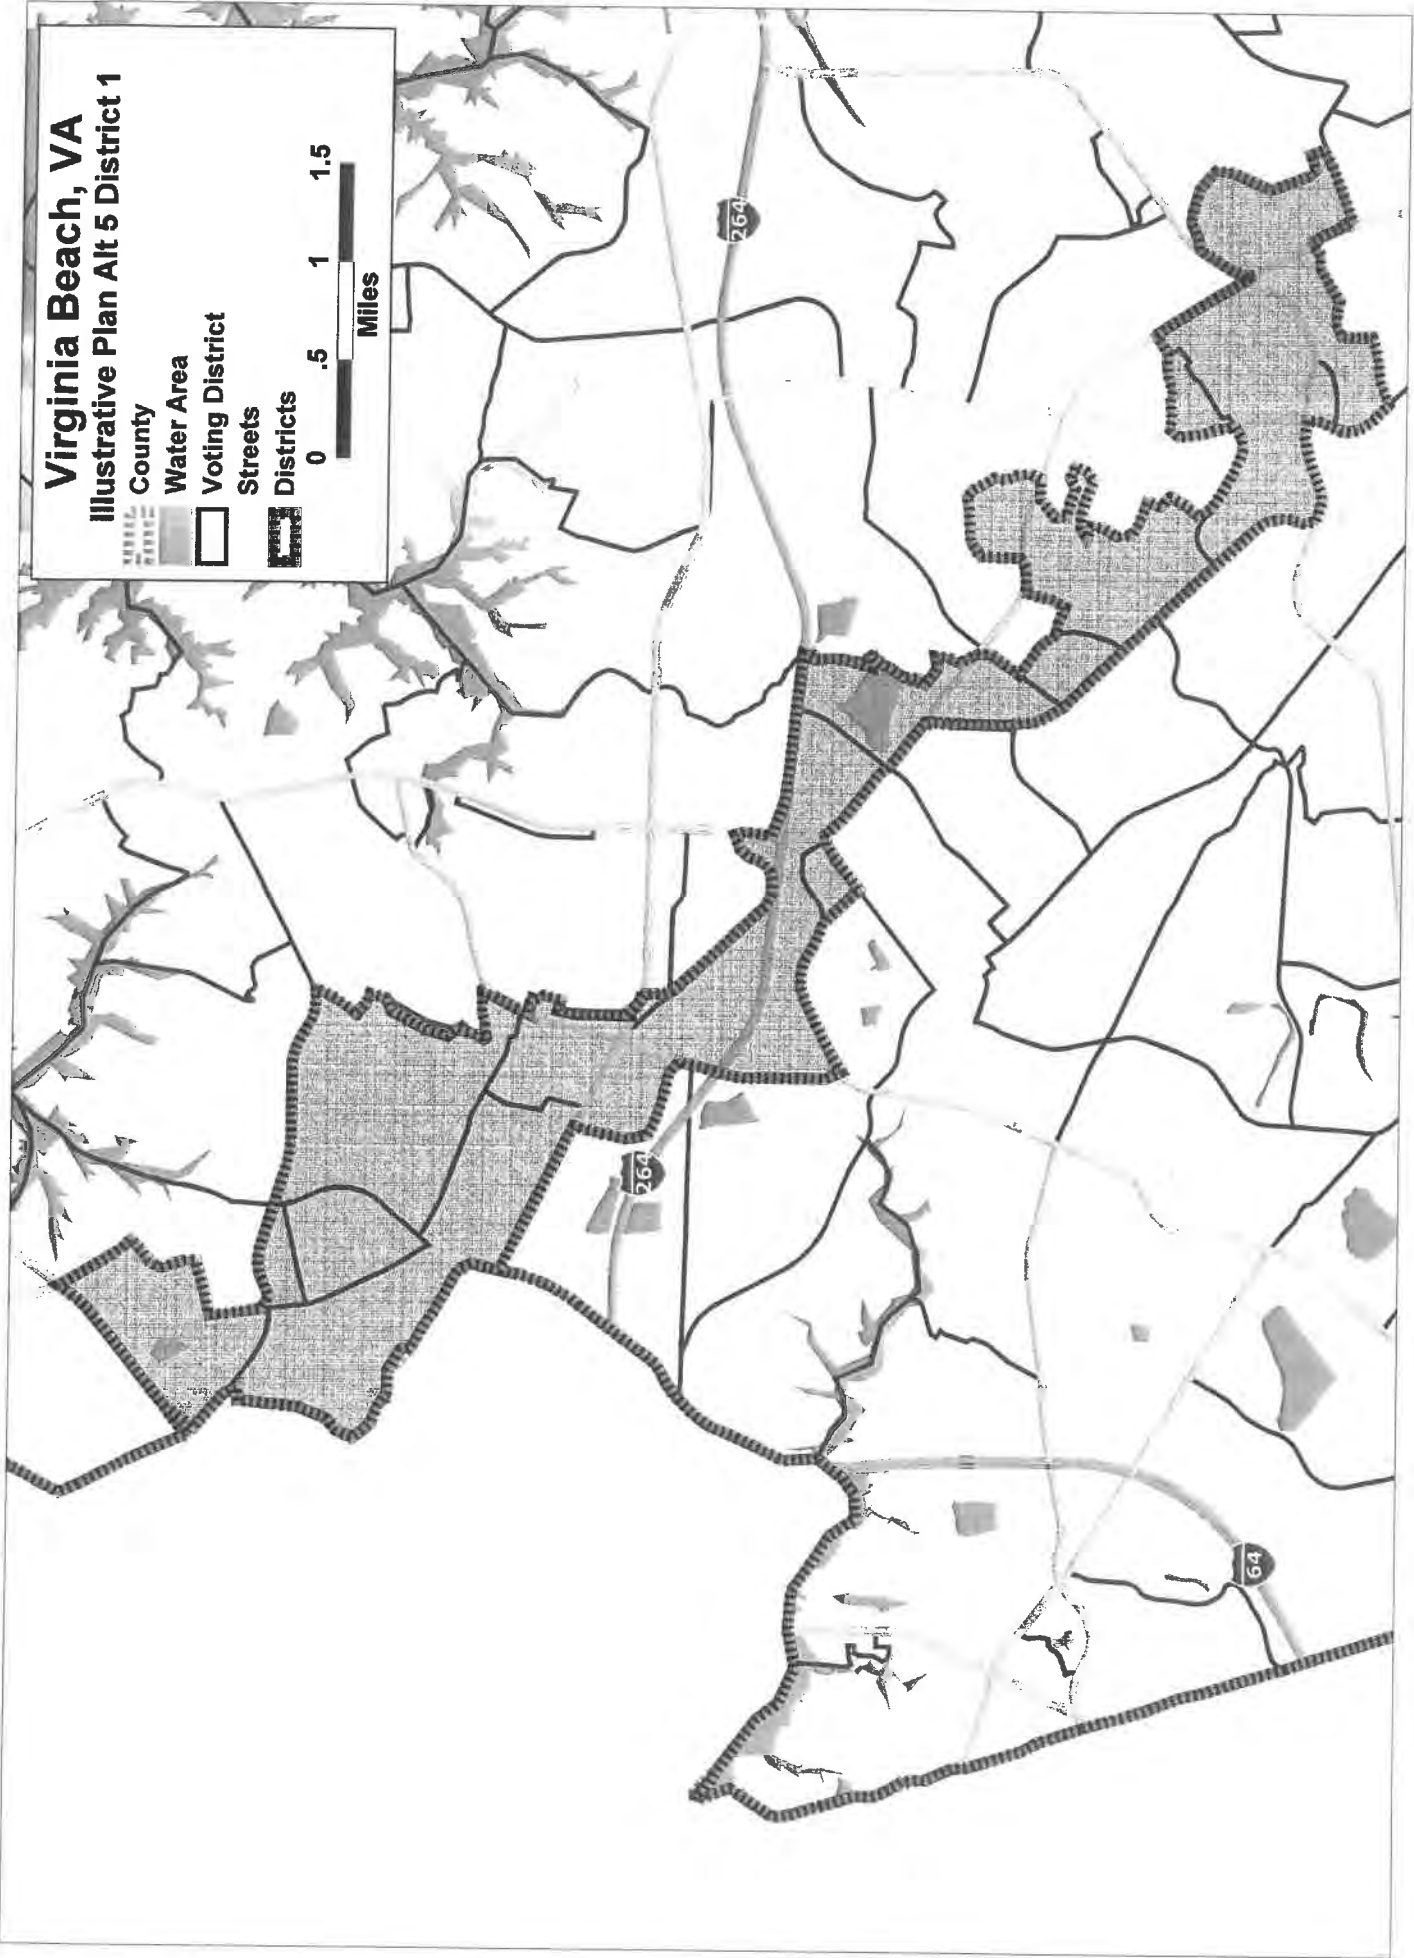 Virginia Beach, VA
Illustrative Plan Alt 5 District 1
County
Water Area
Voting District
Streets
Districts
0 .5 1 1.5
Miles
264
264
64